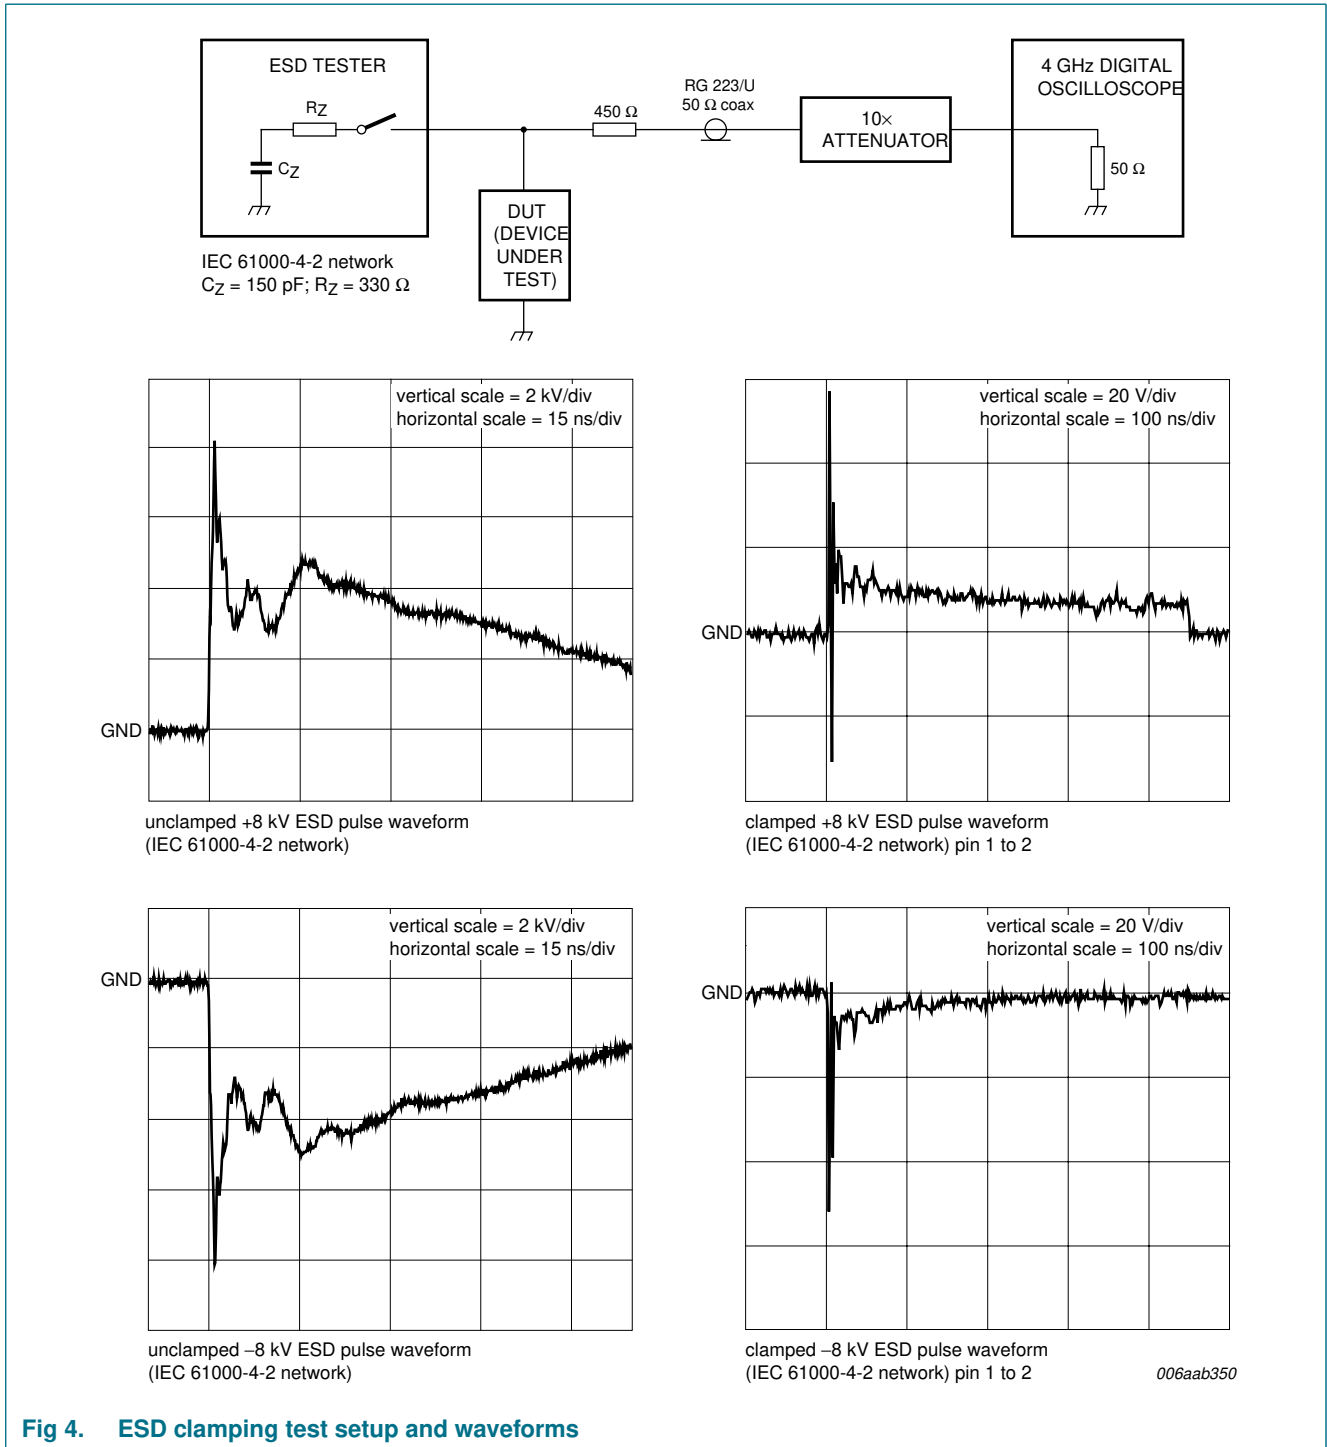 ESD TESTER
RZ
CZ
IEC 61000-4-2 network
CZ = 150 pF; RZ = 330 Ω
450 Ω
RG 223/U
50 Ω coax
10×
ATTENUATOR
4 GHz DIGITAL
OSCILLOSCOPE
50 Ω
DUT
(DEVICE
UNDER
TEST)
vertical scale = 2 kV/div
horizontal scale = 15 ns/div
GND
unclamped +8 kV ESD pulse waveform
(IEC 61000-4-2 network)
vertical scale = 20 V/div
horizontal scale = 100 ns/div
GND
clamped +8 kV ESD pulse waveform
(IEC 61000-4-2 network) pin 1 to 2
vertical scale = 2 kV/div
horizontal scale = 15 ns/div
GND
unclamped −8 kV ESD pulse waveform
(IEC 61000-4-2 network)
vertical scale = 20 V/div
horizontal scale = 100 ns/div
GND
clamped −8 kV ESD pulse waveform
(IEC 61000-4-2 network) pin 1 to 2
006aab350
Fig 4. ESD clamping test setup and waveforms